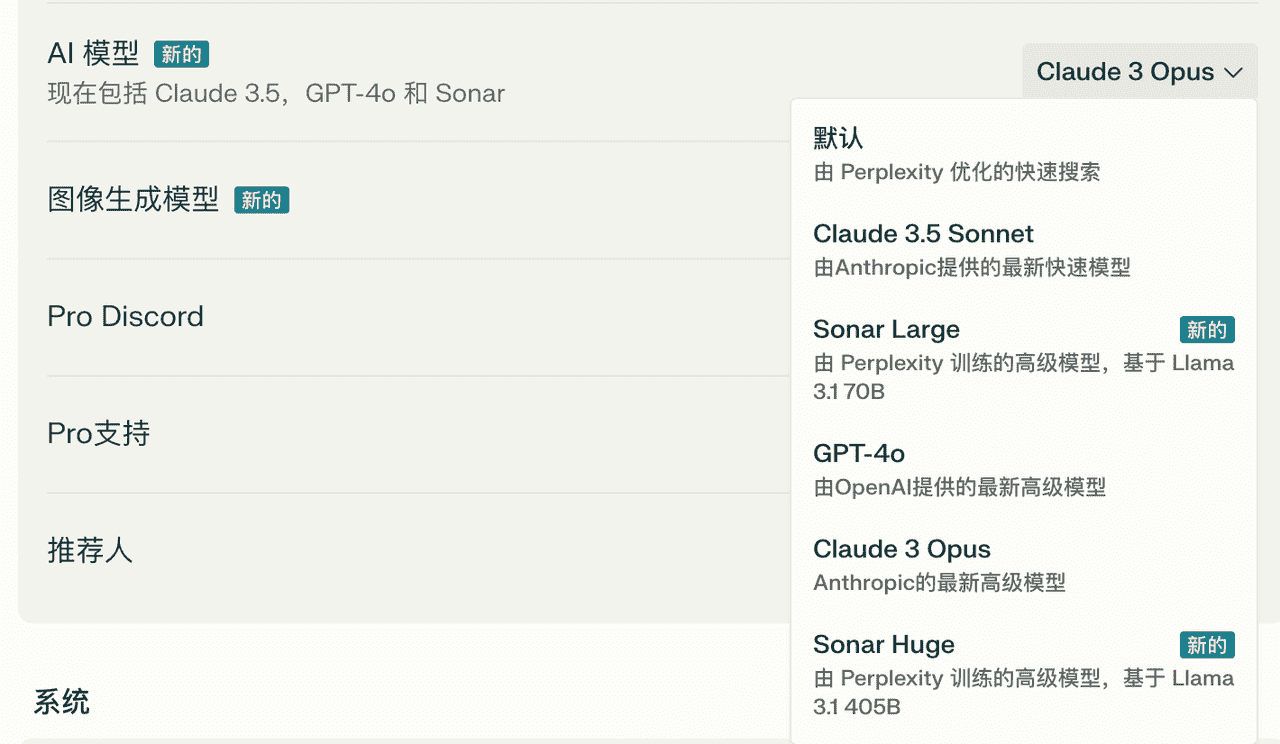 AI 模型 新的
现在包括 Claude 3.5，GPT-4o 和 Sonar
图像生成模型 新的
Pro Discord
Pro支持
推荐人
系统
Claude 3 Opus
默认
由 Perplexity 优化的快速搜索
Claude 3.5 Sonnet
由Anthropic提供的最新快速模型
Sonar Large 新的
由 Perplexity 训练的高级模型，基于 Llama
3.1 70B
GPT-4o
由OpenAI提供的最新高级模型
Claude 3 Opus
Anthropic的最新高级模型
Sonar Huge 新的
由 Perplexity 训练的高级模型，基于 Llama
3.1 405B